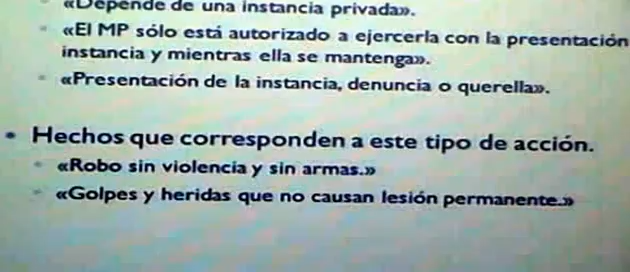 «Depende de una instancia privada».
«El MP sólo está autorizado a ejercerla con la presentación
instancia y mientras ella se mantenga».
«Presentación de la instancia, denuncia o querella».
Hechos que corresponden a este tipo de acción.
«Robo sin violencia y sin armas.»
«Golpes y heridas que no causan lesión permanente.»